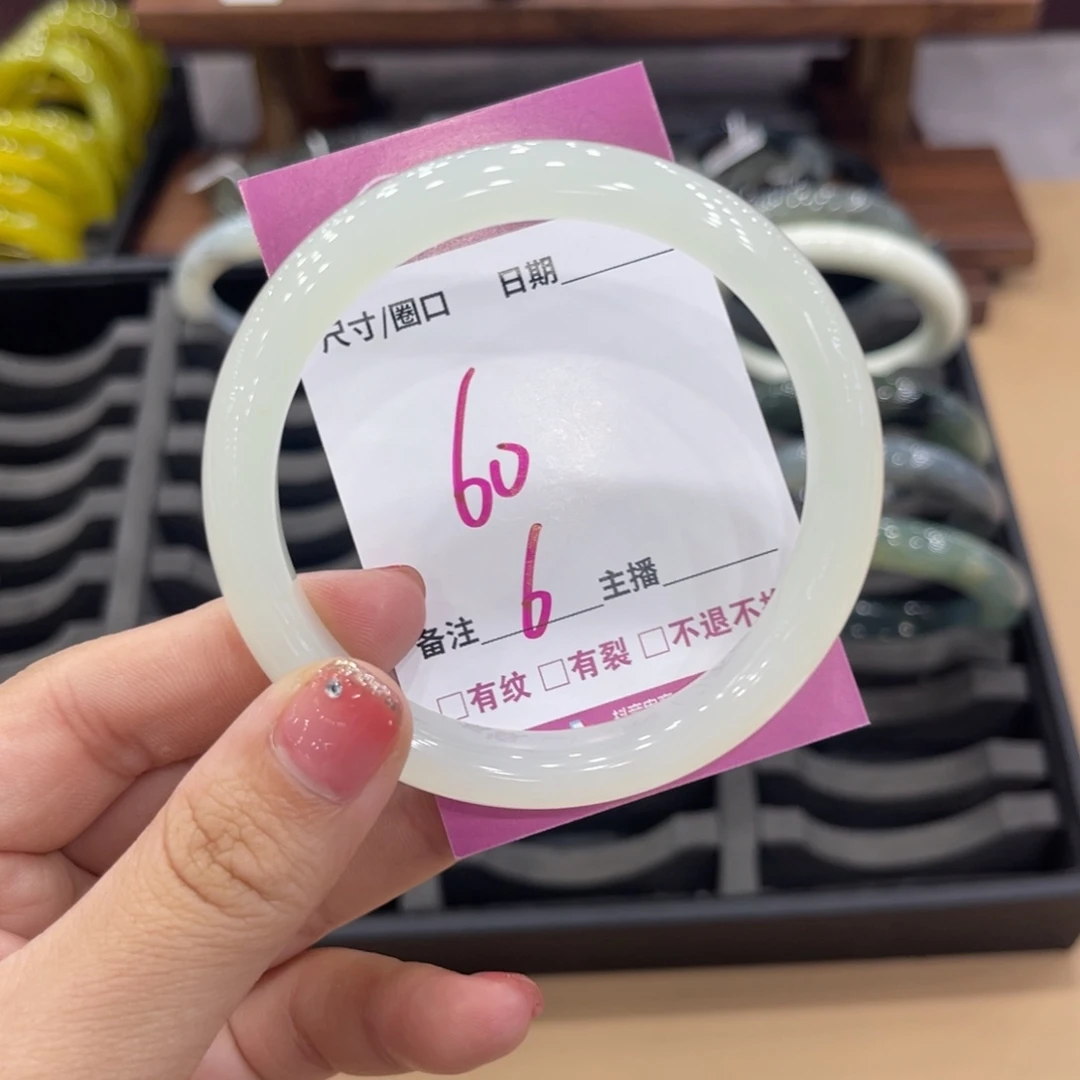 尺寸/圈口 日期
60
6
备注 主播
□有纹 □有裂 □不退不